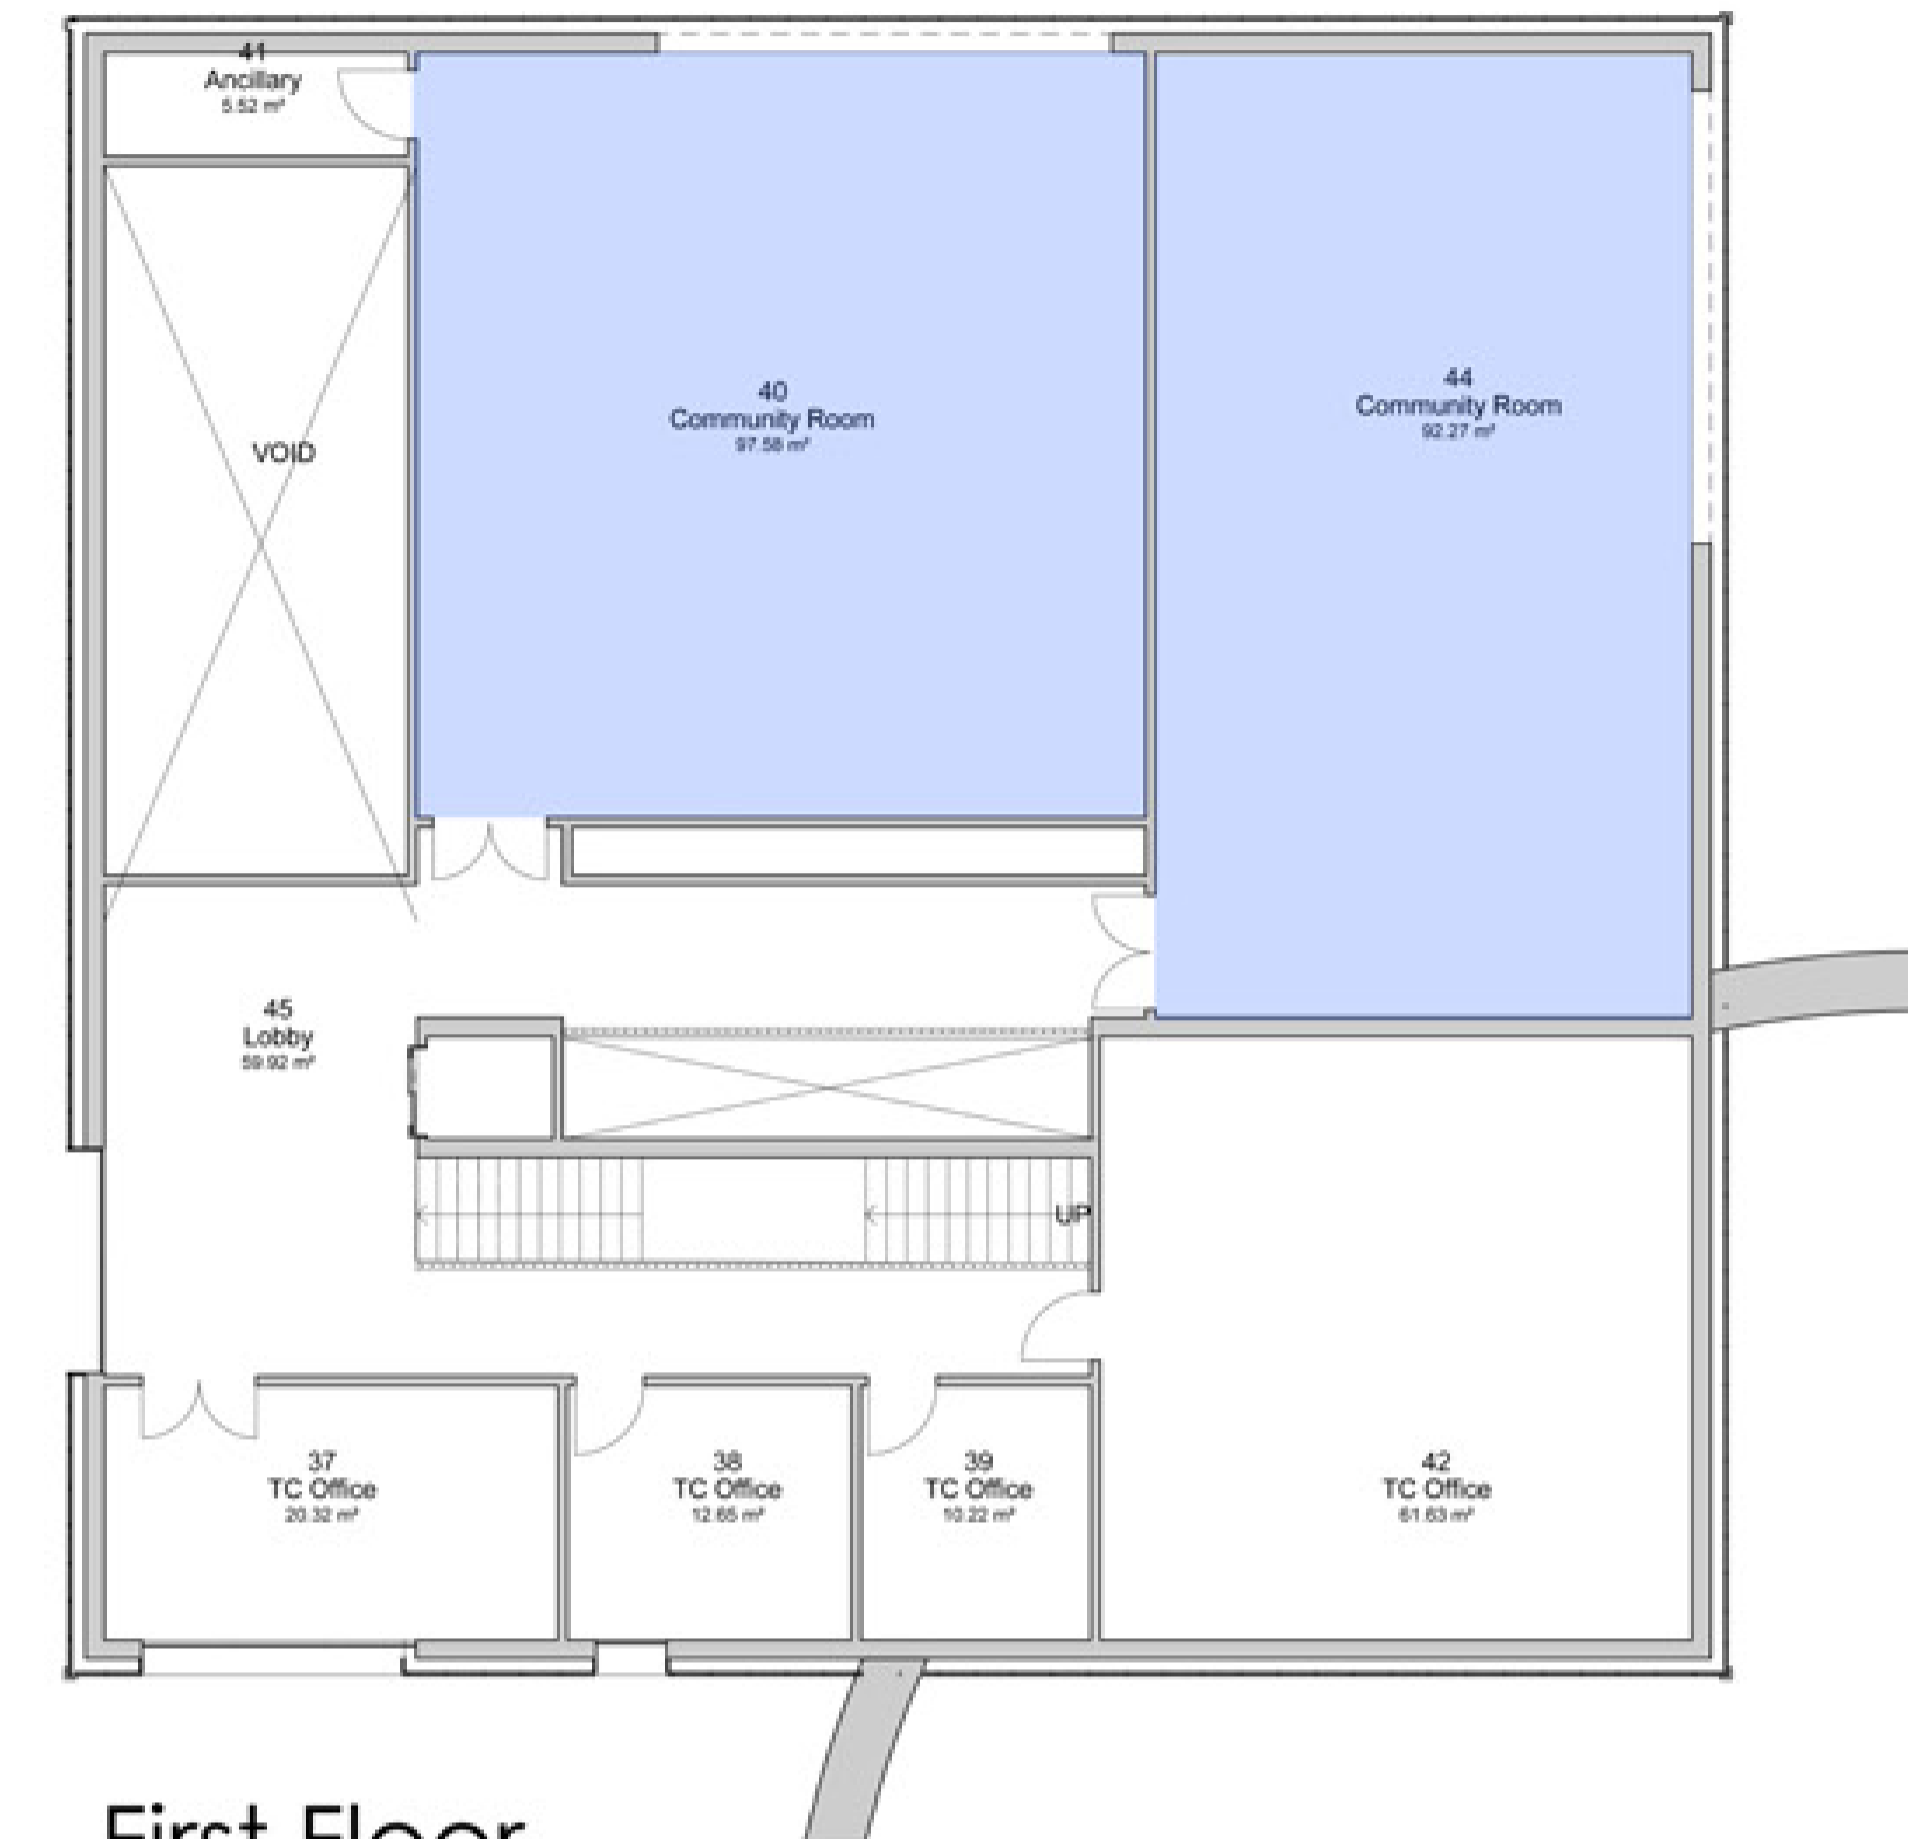 41
Ancillary
5.52 m²
40
Community Room
97.58 m²
44
Community Room
92.27 m²
VOID
45
Lobby
59.92 m²
UP
37
TC Office
20.32 m²
38
TC Office
12.65 m²
39
TC Office
10.22 m²
42
TC Office
61.63 m²
First Floor